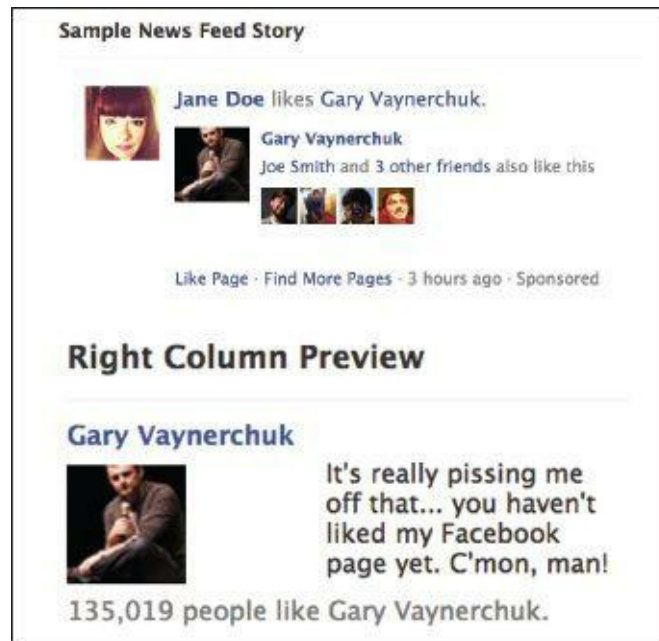 Sample News Feed Story
Jane Doe likes Gary Vaynerchuk.
Gary Vaynerchuk
Joe Smith and 3 other friends also like this
Like Page · Find More Pages · 3 hours ago · Sponsored
Right Column Preview
Gary Vaynerchuk
It's really pissing me
off that... you haven't
liked my Facebook
page yet. C'mon, man!
135,019 people like Gary Vaynerchuk.